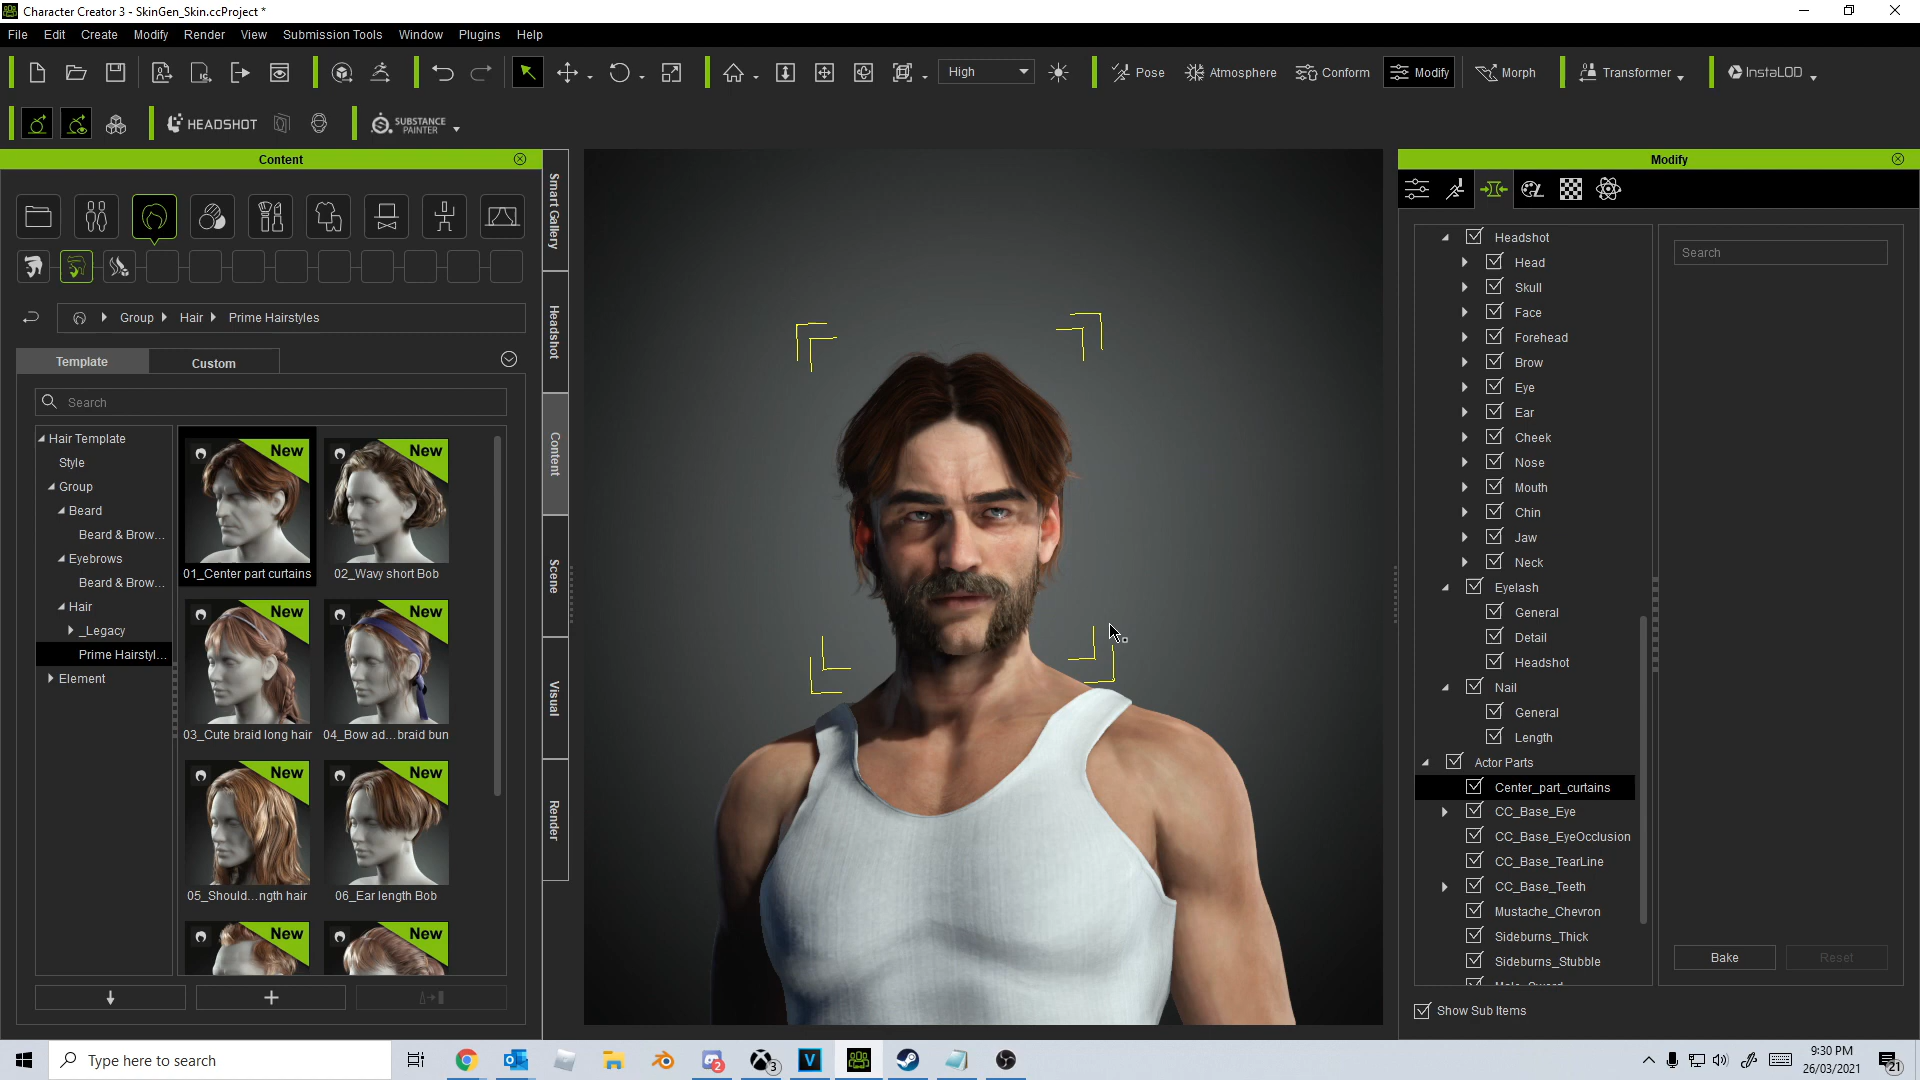 Character Creator 3 - SkinGen_Skin.ccProject *
File Edit Create Modify Render View Submission Tools Window Plugins Help
High Pose Atmosphere Conform Modify Morph Transformer InstaLOD
HEADSHOT SUBSTANCE PAINTER
Content
Group Hair Prime Hairstyles
Template Custom
Search
Hair Template
Style
Group
Beard
Beard & Brow...
Eyebrows
Beard & Brow...
Hair
_Legacy
Prime Hairstyl...
Element
New New
01_Center part curtains 02_Wavy short Bob
New New
03_Cute braid long hair 04_Bow ad...braid bun
New New
05_Should...ngth hair 06_Ear length Bob
New New
Smart Gallery
Headshot
Content
Scene
Visual
Render
Modify
Headshot
Head
Skull
Face
Forehead
Brow
Eye
Ear
Cheek
Nose
Mouth
Chin
Jaw
Neck
Eyelash
General
Detail
Headshot
Nail
General
Length
Actor Parts
Center_part_curtains
CC_Base_Eye
CC_Base_EyeOcclusion
CC_Base_TearLine
CC_Base_Teeth
Mustache_Chevron
Sideburns_Thick
Sideburns_Stubble
Search
Bake Reset
Show Sub Items
Type here to search
2
3
V
9:30 PM
26/03/2021
21